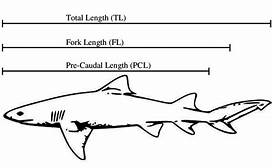 Total Length (TL)
Fork Length (FL)
Pre-Caudal Length (PCL)